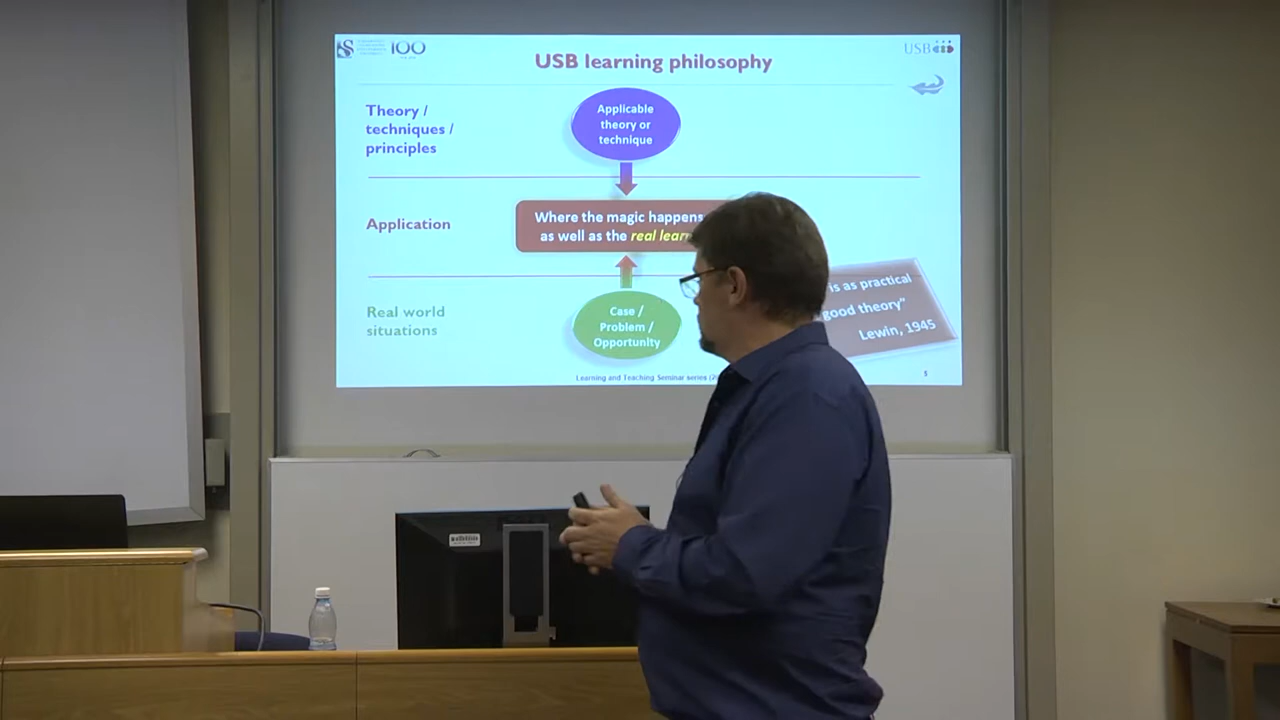 100
USB
USB learning philosophy
Theory /
techniques /
principles
Applicable
theory or
technique
Application
Where the magic happens
as well as the real lear
Real world
situations
Case /
Problem /
Opportunity
is as practical
good theory"
Lewin, 1945
Learning and Teaching Seminar series
5